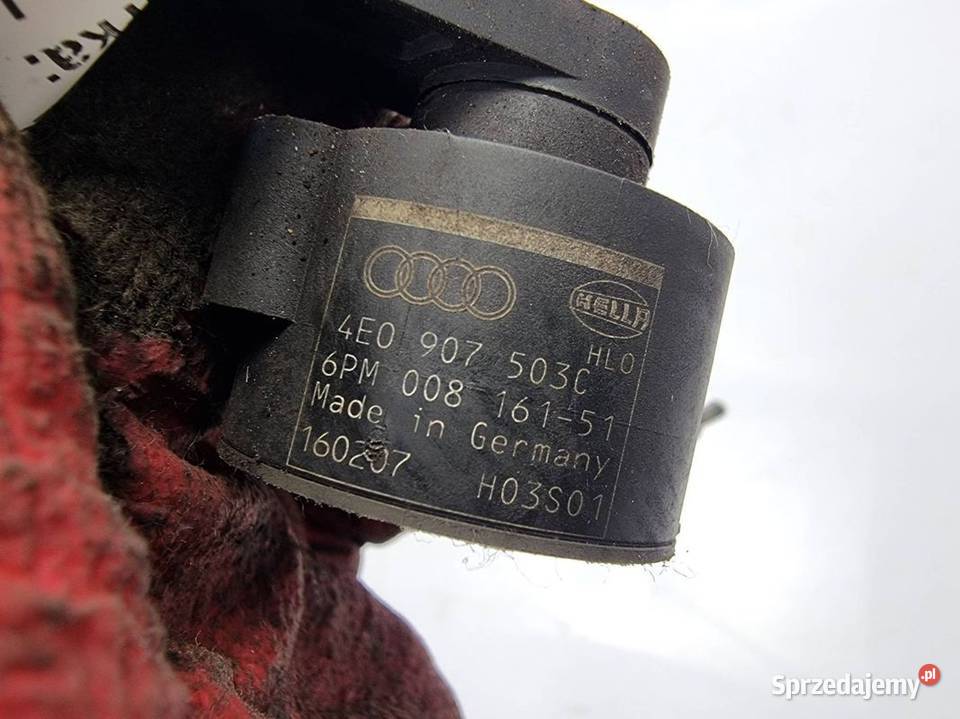 HELLA
HLO
4E0 907 503C
6PM 008 161-51
Made in Germany
160207
H03S01
Sprzedajemy.pl